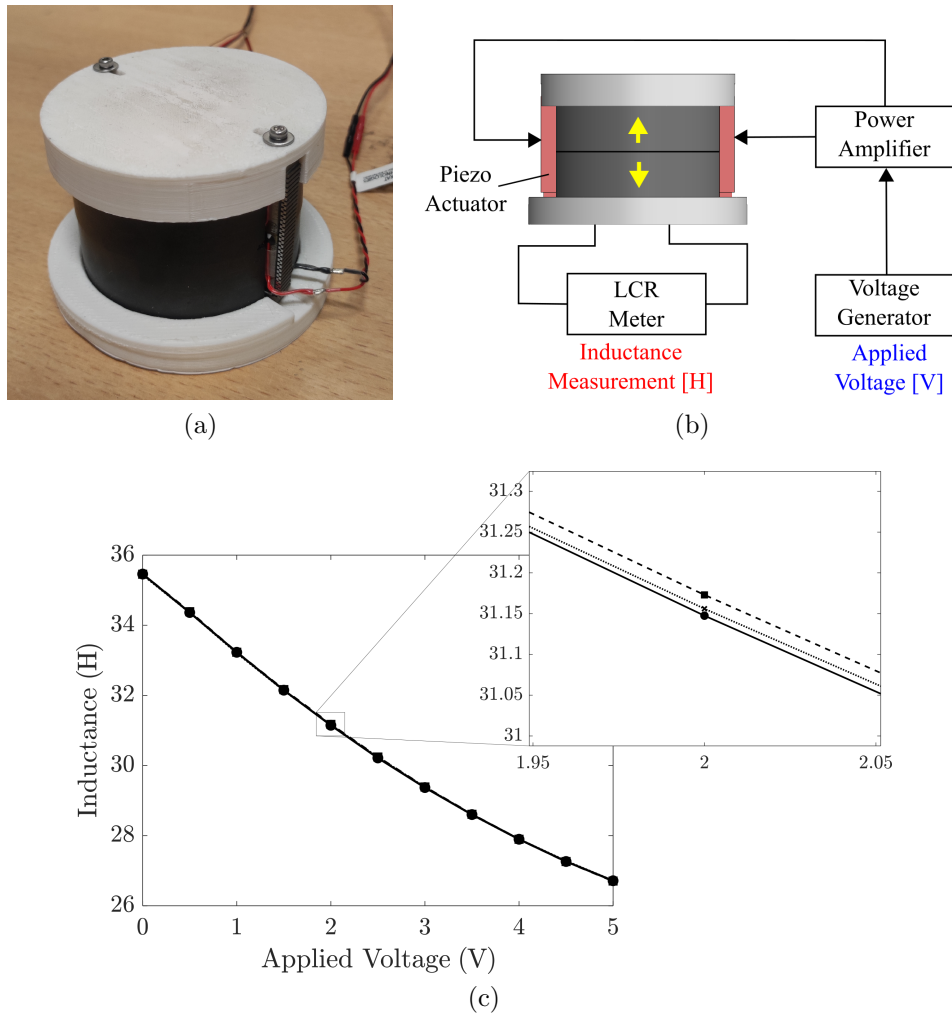 (a)
Piezo
Actuator
Power
Amplifier
LCR
Meter
Voltage
Generator
Inductance
Measurement [H]
Applied
Voltage [V]
(b)
Inductance (H)
36
34
32
30
28
26
0
1
2
3
4
5
Applied Voltage (V)
31.3
31.25
31.2
31.15
31.1
31.05
31
1.95
2
2.05
(c)